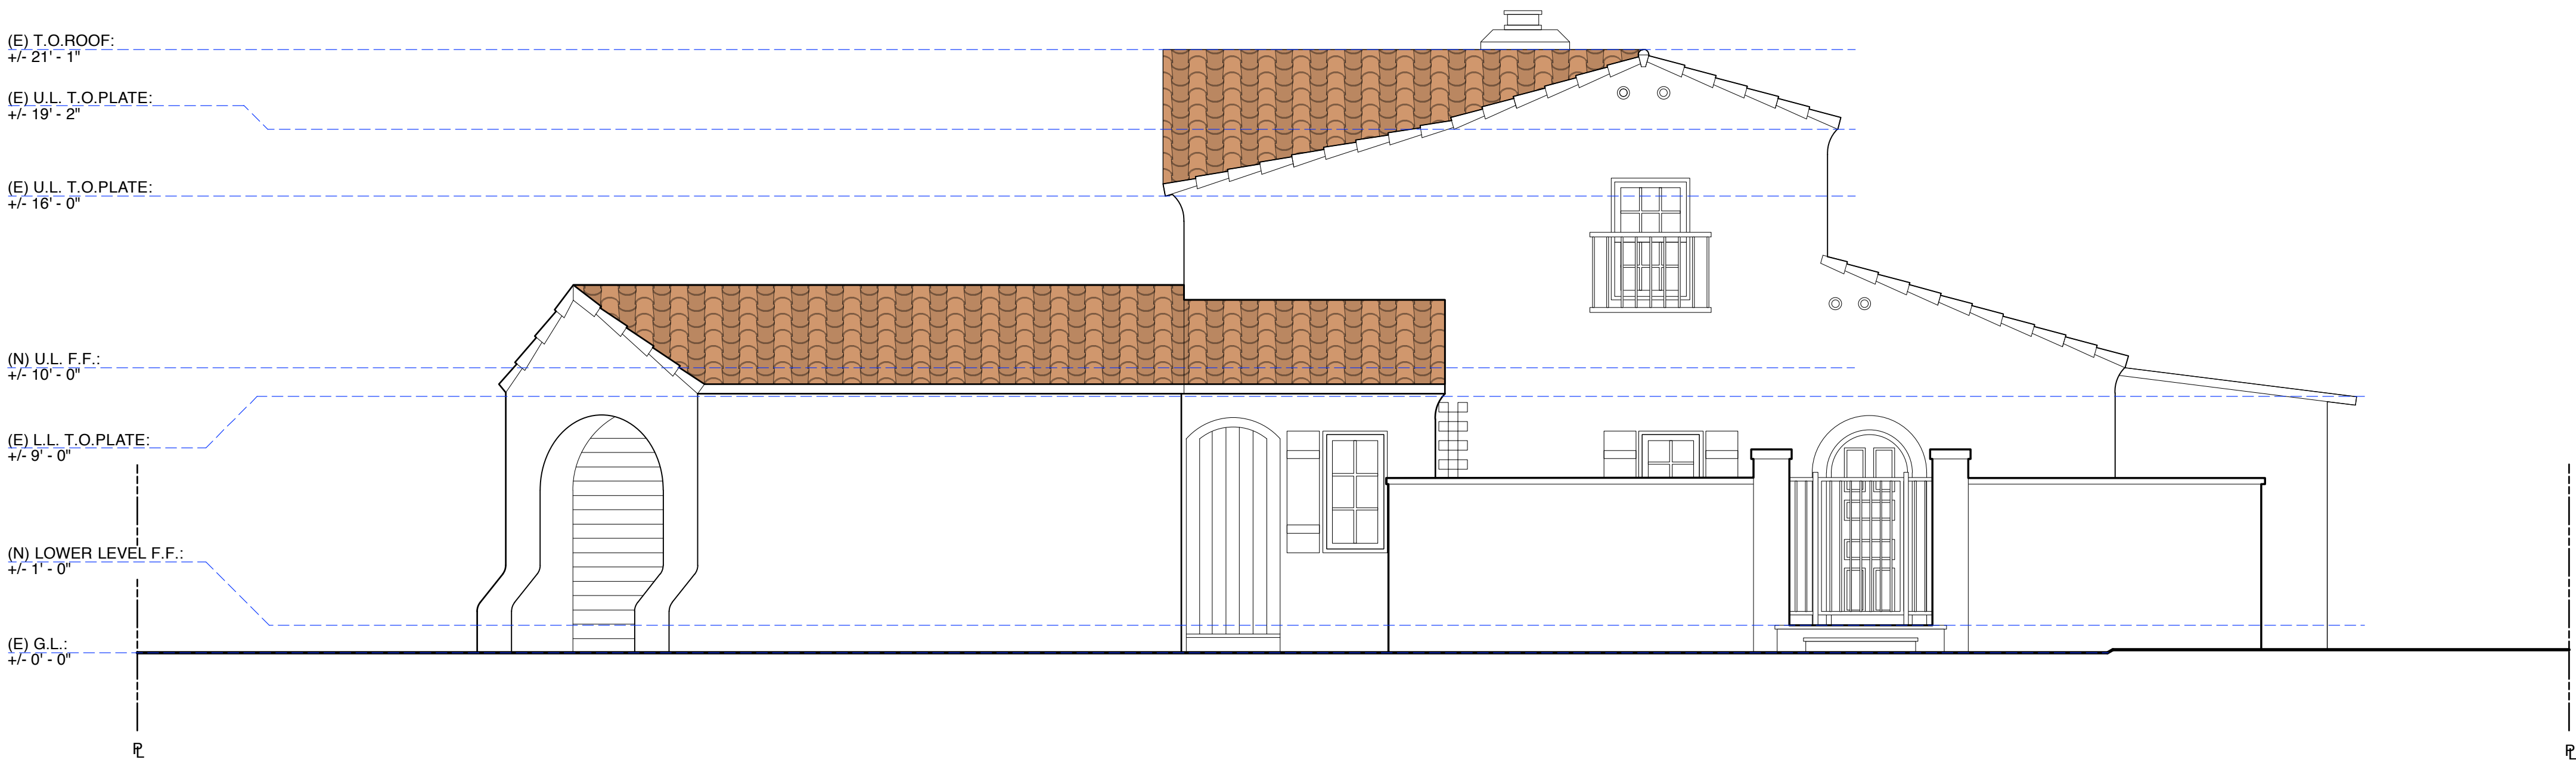 (E) T.O.ROOF:
+/- 21' - 1"
(E) U.L. T.O.PLATE:
+/- 19' - 2"
(E) U.L. T.O.PLATE:
+/- 16' - 0"
(N) U.L. F.F.:
+/- 10' - 0"
(E) L.L. T.O.PLATE:
+/- 9' - 0"
(N) LOWER LEVEL F.F.:
+/- 1' - 0"
(E) G.L.:
+/- 0' - 0"
PL
PL